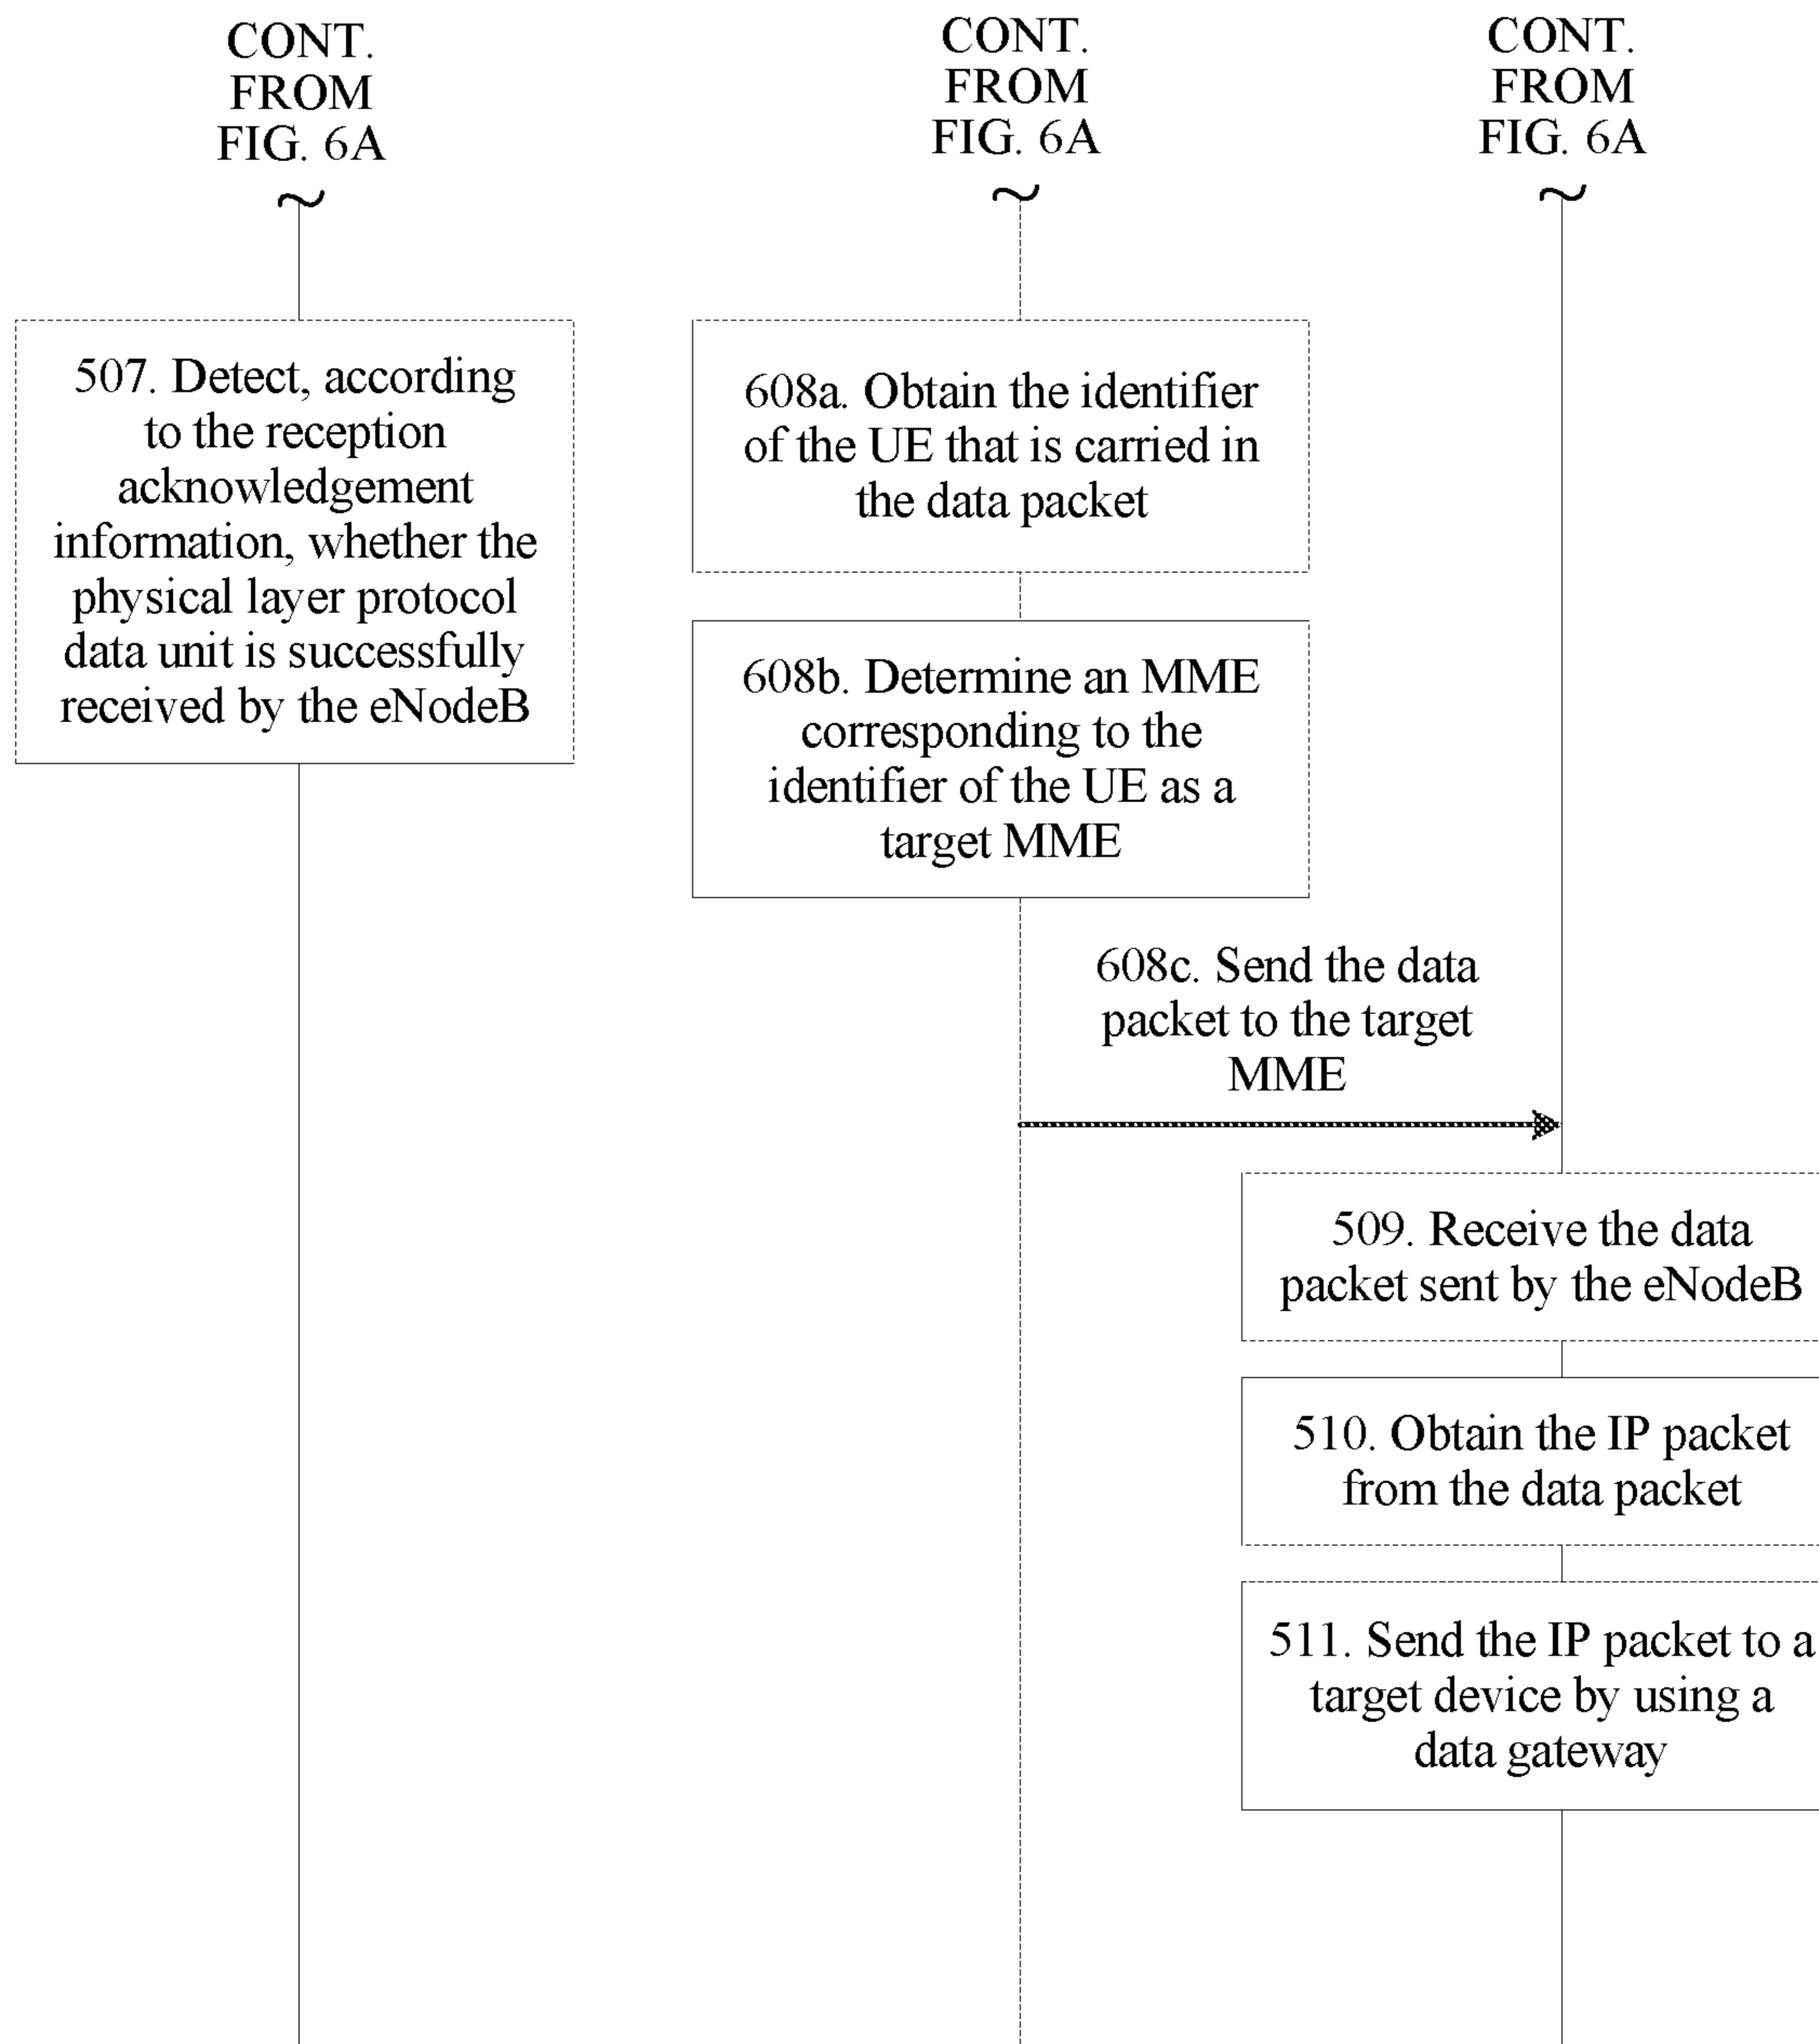 CONT.
FROM
FIG. 6A
CONT.
FROM
FIG. 6A
CONT.
FROM
FIG. 6A
507. Detect, according
to the reception
acknowledgement
information, whether the
physical layer protocol
data unit is successfully
received by the eNodeB
608a. Obtain the identifier
of the UE that is carried in
the data packet
608b. Determine an MME
corresponding to the
identifier of the UE as a
target MME
608c. Send the data
packet to the target
MME
509. Receive the data
packet sent by the eNodeB
510. Obtain the IP packet
from the data packet
511. Send the IP packet to a
target device by using a
data gateway